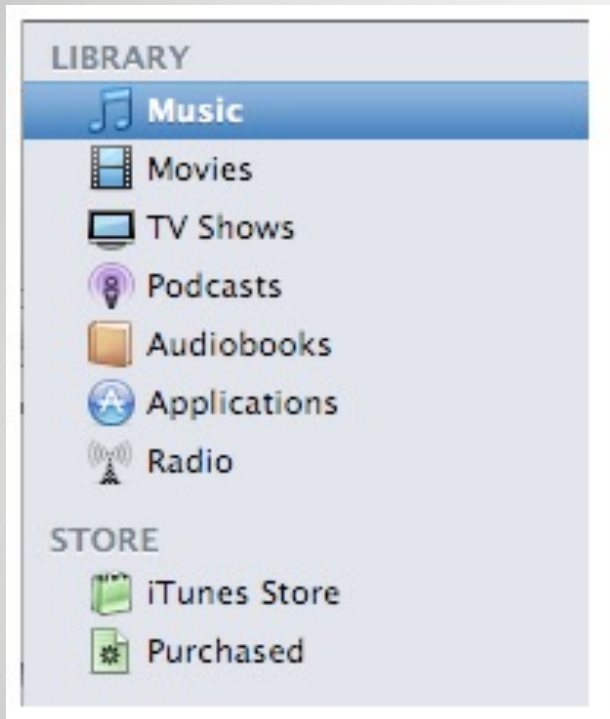 LIBRARY
Music
Movies
TV Shows
Podcasts
Audiobooks
Applications
Radio
STORE
iTunes Store
Purchased